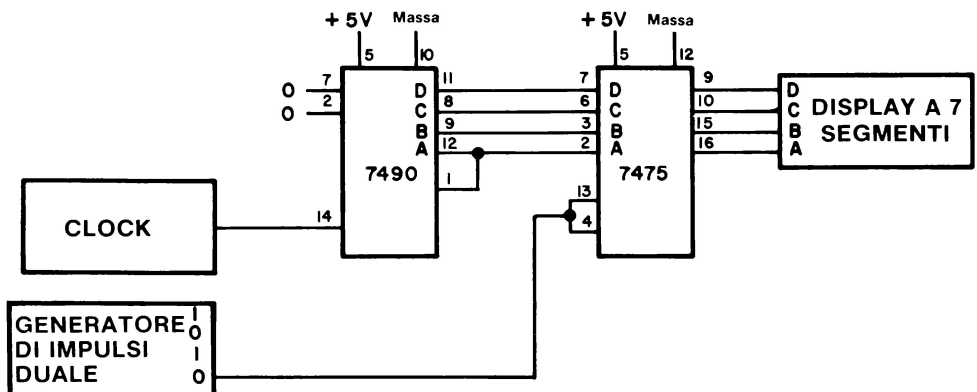 + 5V Massa
5 10
7
2
0
0
11
8
9
12
1
14
D
C
B
A
7490
+ 5V Massa
5 12
7
6
3
2
13
4
D
C
B
A
7475
9
10
15
16
D
C
B
A
DISPLAY A 7
SEGMENTI
CLOCK
GENERATORE
DI IMPULSI
DUALE
1
0
1
0